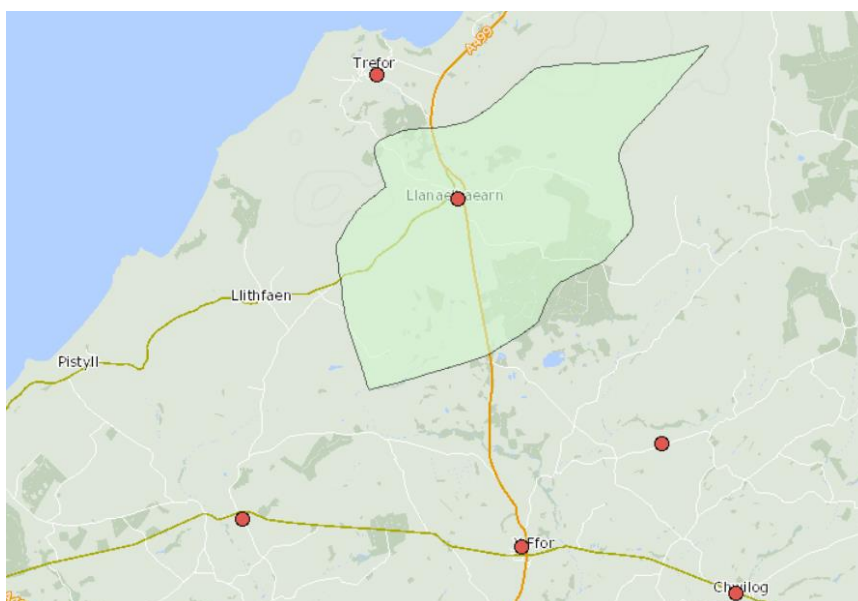 A499
Trefor
Llanaelhaearn
Llithfaen
Pistyll
Y Ffor
Chwilog